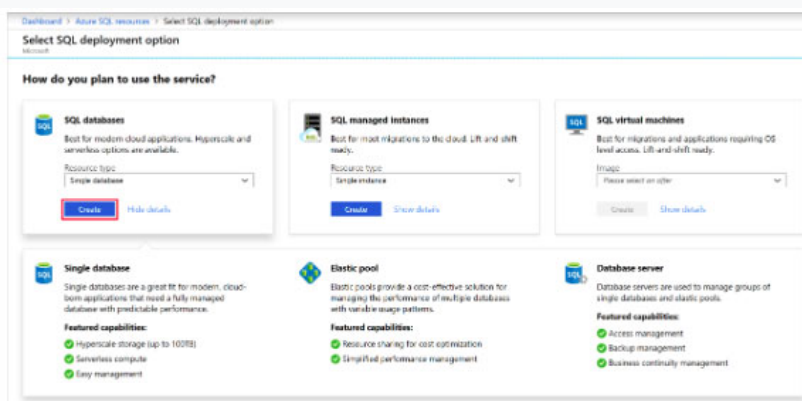 Dashboard > Azure SQL resources > Select SQL deployment option
Select SQL deployment option
Microsoft
How do you plan to use the service?
SQL databases
Best for modern cloud applications. Hyperscale and
serverless options are available.
Resource type
Single database
Create Hide details
SQL managed instances
Best for most migrations to the cloud. Lift-and-shift
ready.
Resource type
Single instance
Create Show details
SQL virtual machines
Best for migrations and applications requiring OS
level access. Lift-and-shift ready.
Image
Please select an offer
Create Show details
Single database
Single databases are a great fit for modern, cloud-
born applications that need a fully managed
database with predictable performance.
Featured capabilities:
Hyperscale storage (up to 100TB)
Serverless compute
Easy management
Elastic pool
Elastic pools provide a cost-effective solution for
managing the performance of multiple databases
with variable usage patterns.
Featured capabilities:
Resource sharing for cost optimization
Simplified performance management
Database server
Database servers are used to manage groups of
single databases and elastic pools.
Featured capabilities:
Access management
Backup management
Business continuity management